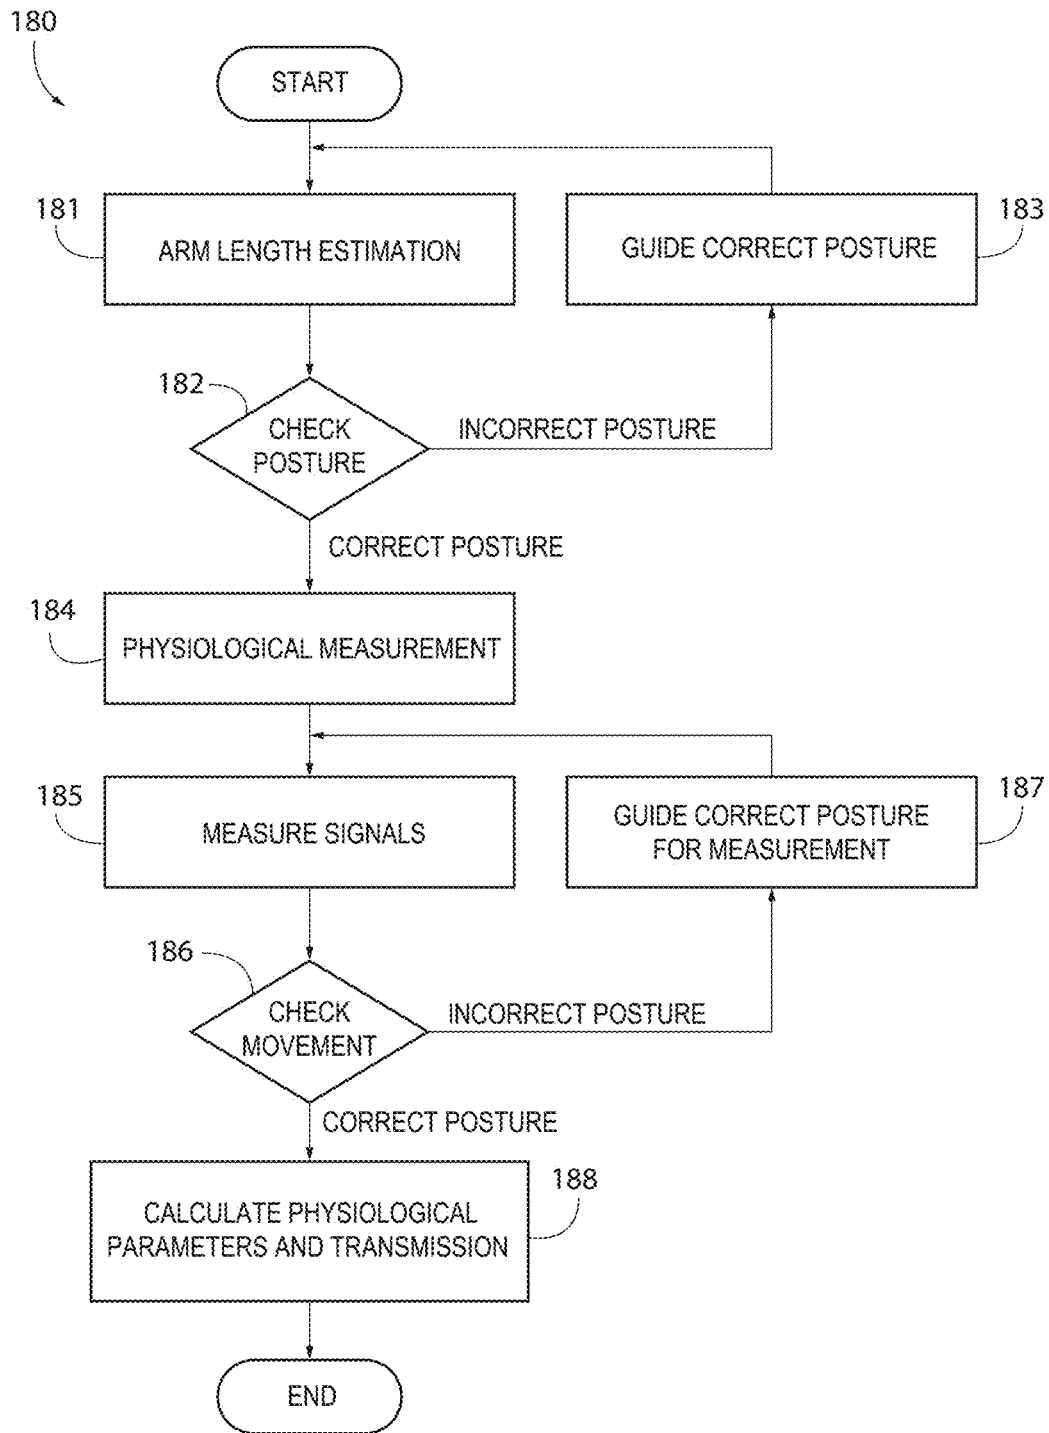 180
START
181
ARM LENGTH ESTIMATION
GUIDE CORRECT POSTURE
183
182
CHECK
POSTURE
INCORRECT POSTURE
CORRECT POSTURE
184
PHYSIOLOGICAL MEASUREMENT
185
MEASURE SIGNALS
GUIDE CORRECT POSTURE
FOR MEASUREMENT
187
186
CHECK
MOVEMENT
INCORRECT POSTURE
CORRECT POSTURE
188
CALCULATE PHYSIOLOGICAL
PARAMETERS AND TRANSMISSION
END